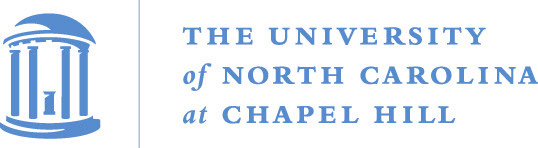 THE UNIVERSITY
of NORTH CAROLINA
at CHAPEL HILL